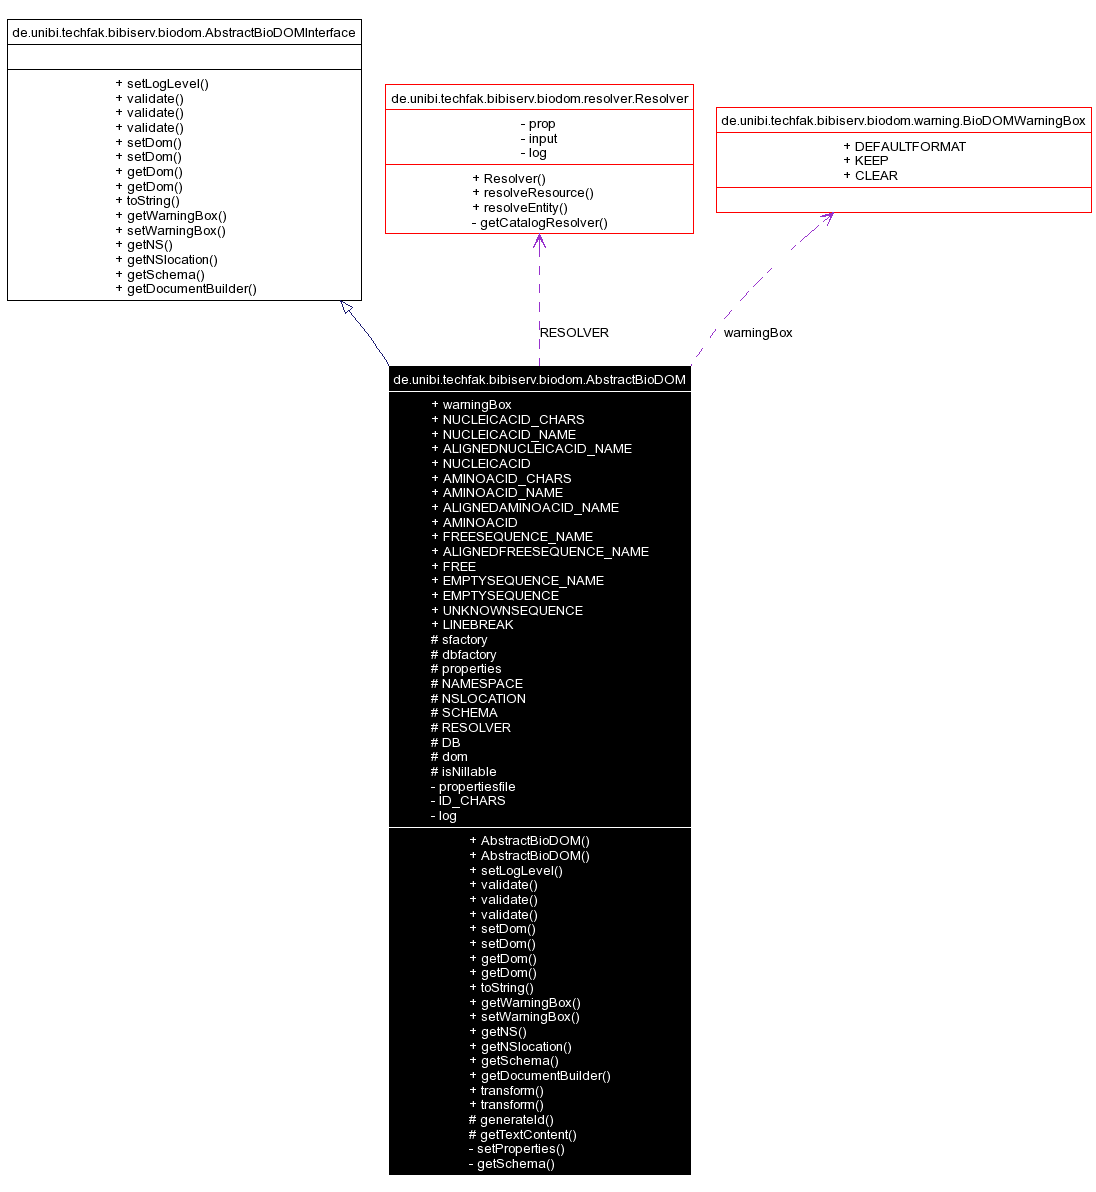 de.unibi.techfak.bibiserv.biodom.AbstractBioDOMInterface
+ setLogLevel()
+ validate()
+ validate()
+ validate()
+ setDom()
+ setDom()
+ getDom()
+ getDom()
+ toString()
+ getWarningBox()
+ setWarningBox()
+ getNS()
+ getNSlocation()
+ getSchema()
+ getDocumentBuilder()
de.unibi.techfak.bibiserv.biodom.resolver.Resolver
- prop
- input
- log
+ Resolver()
+ resolveResource()
+ resolveEntity()
- getCatalogResolver()
de.unibi.techfak.bibiserv.biodom.warning.BioDOMWarningBox
+ DEFAULTFORMAT
+ KEEP
+ CLEAR
RESOLVER
warningBox
de.unibi.techfak.bibiserv.biodom.AbstractBioDOM
+ warningBox
+ NUCLEICACID_CHARS
+ NUCLEICACID_NAME
+ ALIGNEDNUCLEICACID_NAME
+ NUCLEICACID
+ AMINOACID_CHARS
+ AMINOACID_NAME
+ ALIGNEDAMINOACID_NAME
+ AMINOACID
+ FREESEQUENCE_NAME
+ ALIGNEDFREESEQUENCE_NAME
+ FREE
+ EMPTYSEQUENCE_NAME
+ EMPTYSEQUENCE
+ UNKNOWNSEQUENCE
+ LINEBREAK
# sfactory
# dbfactory
# properties
# NAMESPACE
# NSLOCATION
# SCHEMA
# RESOLVER
# DB
# dom
# isNillable
- propertiesfile
- ID_CHARS
- log
+ AbstractBioDOM()
+ AbstractBioDOM()
+ setLogLevel()
+ validate()
+ validate()
+ validate()
+ setDom()
+ setDom()
+ getDom()
+ getDom()
+ toString()
+ getWarningBox()
+ setWarningBox()
+ getNS()
+ getNSlocation()
+ getSchema()
+ getDocumentBuilder()
+ transform()
+ transform()
# generateId()
# getTextContent()
- setProperties()
- getSchema()